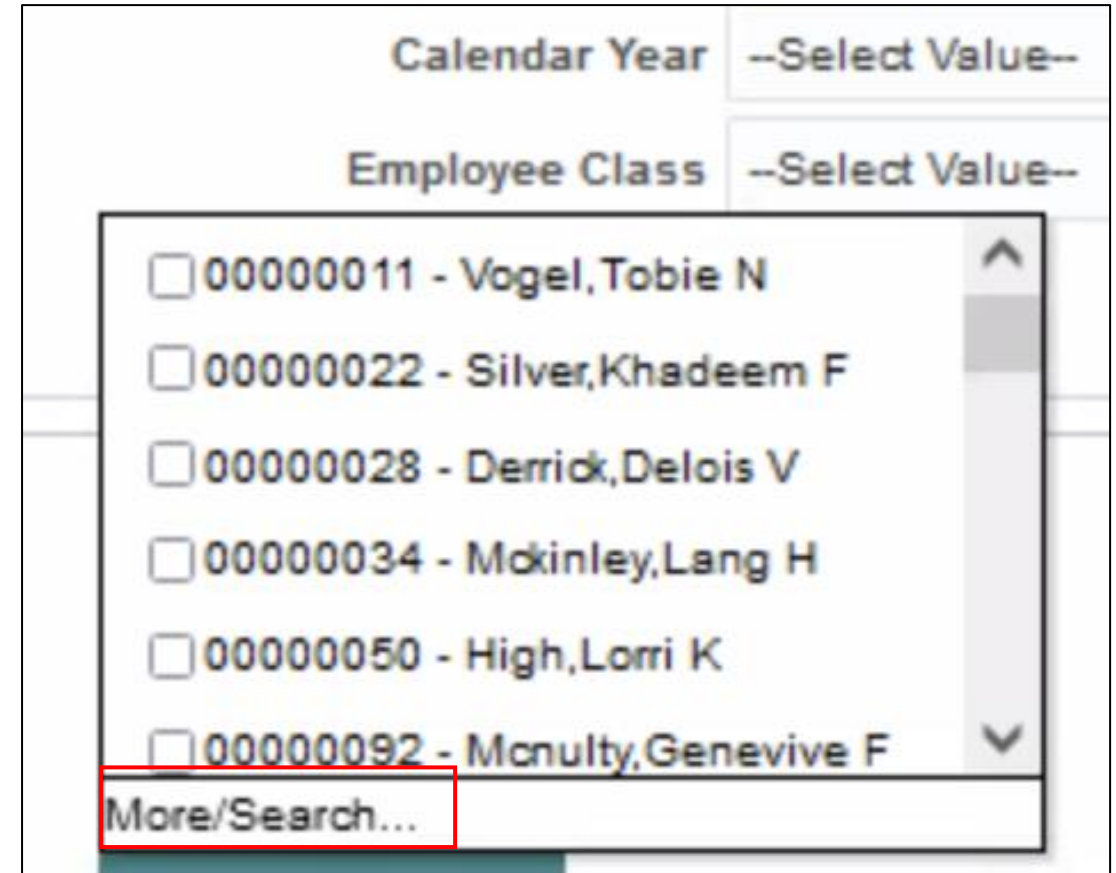 Calendar Year --Select Value--
Employee Class --Select Value--
00000011 - Vogel,Tobie N
00000022 - Silver,Khadeem F
00000028 - Derrick,Delois V
00000034 - Mckinley,Lang H
00000050 - High,Lorri K
00000092 - Mcnulty,Genevive F
More/Search...